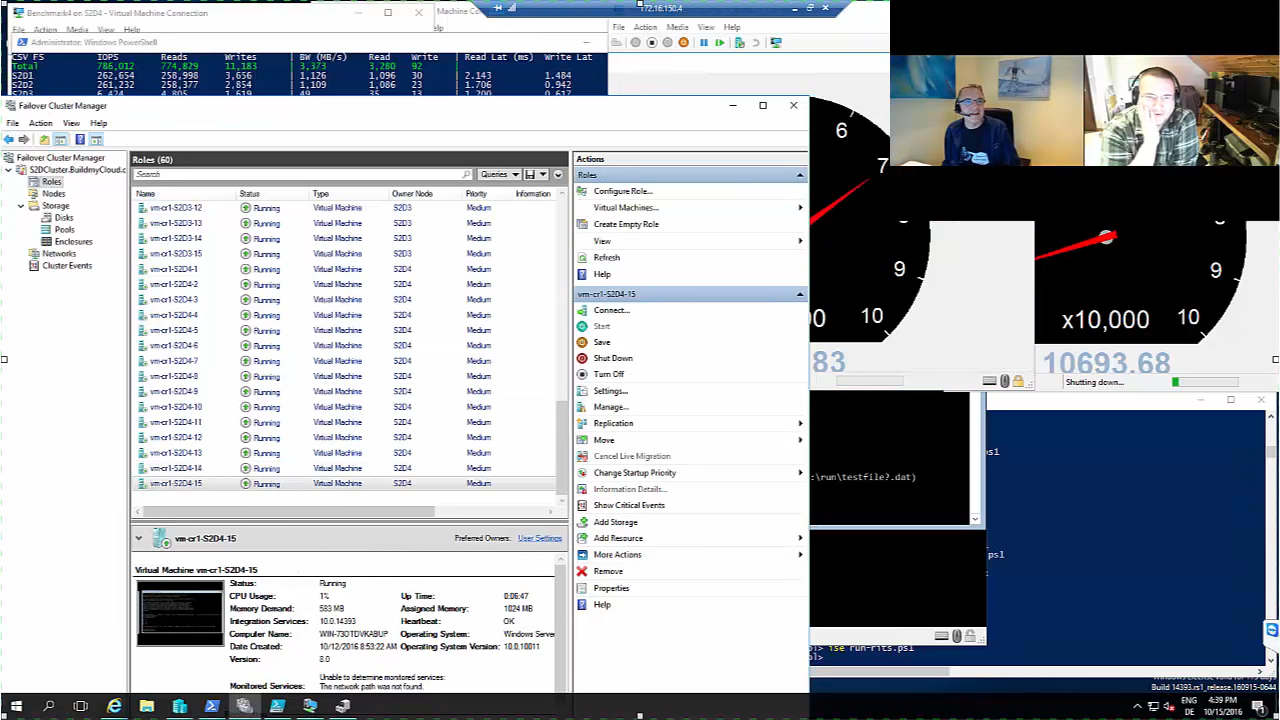 Benchmark4 on S2D4 - Virtual Machine Connection
File Action Media View Help
Machine Co
elp
172.16.150.4
File Action Media View Help
Administrator: Windows PowerShell
CSV FS IOPS Reads Writes | BW (MB/s) Read Write | Read Lat (ms) Write Lat
Total 786,012 774,829 11,183 | 3,373 3,280 92 |
S2D1 262,654 258,998 3,656 | 1,126 1,096 30 | 2.143 1.484
S2D2 261,230 258,377 2,854 | 1,109 1,086 23 | 1.706 0.942
Failover Cluster Manager
File Action View Help
Failover Cluster Manager
S2DCluster.BuildmyCloud.c
Roles
Nodes
Storage
Disks
Pools
Enclosures
Networks
Cluster Events
Roles (60)
Search
Queries
Name Status Type Owner Node Priority Information
vm-cr1-S2D3-12 Running Virtual Machine S2D3 Medium
vm-cr1-S2D3-13 Running Virtual Machine S2D3 Medium
vm-cr1-S2D3-14 Running Virtual Machine S2D3 Medium
vm-cr1-S2D3-15 Running Virtual Machine S2D3 Medium
vm-cr1-S2D4-1 Running Virtual Machine S2D4 Medium
vm-cr1-S2D4-2 Running Virtual Machine S2D4 Medium
vm-cr1-S2D4-3 Running Virtual Machine S2D4 Medium
vm-cr1-S2D4-4 Running Virtual Machine S2D4 Medium
vm-cr1-S2D4-5 Running Virtual Machine S2D4 Medium
vm-cr1-S2D4-6 Running Virtual Machine S2D4 Medium
vm-cr1-S2D4-7 Running Virtual Machine S2D4 Medium
vm-cr1-S2D4-8 Running Virtual Machine S2D4 Medium
vm-cr1-S2D4-9 Running Virtual Machine S2D4 Medium
vm-cr1-S2D4-10 Running Virtual Machine S2D4 Medium
vm-cr1-S2D4-11 Running Virtual Machine S2D4 Medium
vm-cr1-S2D4-12 Running Virtual Machine S2D4 Medium
vm-cr1-S2D4-13 Running Virtual Machine S2D4 Medium
vm-cr1-S2D4-14 Running Virtual Machine S2D4 Medium
vm-cr1-S2D4-15 Running Virtual Machine S2D4 Medium
vm-cr1-S2D4-15 Preferred Owners: User Settings
Virtual Machine vm-cr1-S2D4-15
Status: Running
CPU Usage: 1% Up Time: 0:06:47
Memory Demand: 583 MB Assigned Memory: 1024 MB
Integration Services: 10.0.14393 Heartbeat: OK
Computer Name: WIN-73OTDVKABUP Operating System: Windows Server
Date Created: 10/12/2016 8:53:22 AM Operating System Version: 10.0.10011
Version: 8.0
Monitored Services: Unable to determine monitored services:
The network path was not found.
Actions
Roles
Configure Role...
Virtual Machines...
Create Empty Role
View
Refresh
Help
vm-cr1-S2D4-15
Connect...
Start
Save
Shut Down
Turn Off
Settings...
Manage...
Replication
Move
Cancel Live Migration
Change Startup Priority
Information Details...
Show Critical Events
Add Storage
Add Resource
More Actions
Remove
Properties
Help
6
7
9
10
83
9
x10,000 10
10693.68
Shutting down...
:\run\testfile?.dat)
ps1
ise run-rits.ps1
Build 14393.rs1_release.160915-0644
ENG
DE
4:39 PM
10/15/2016